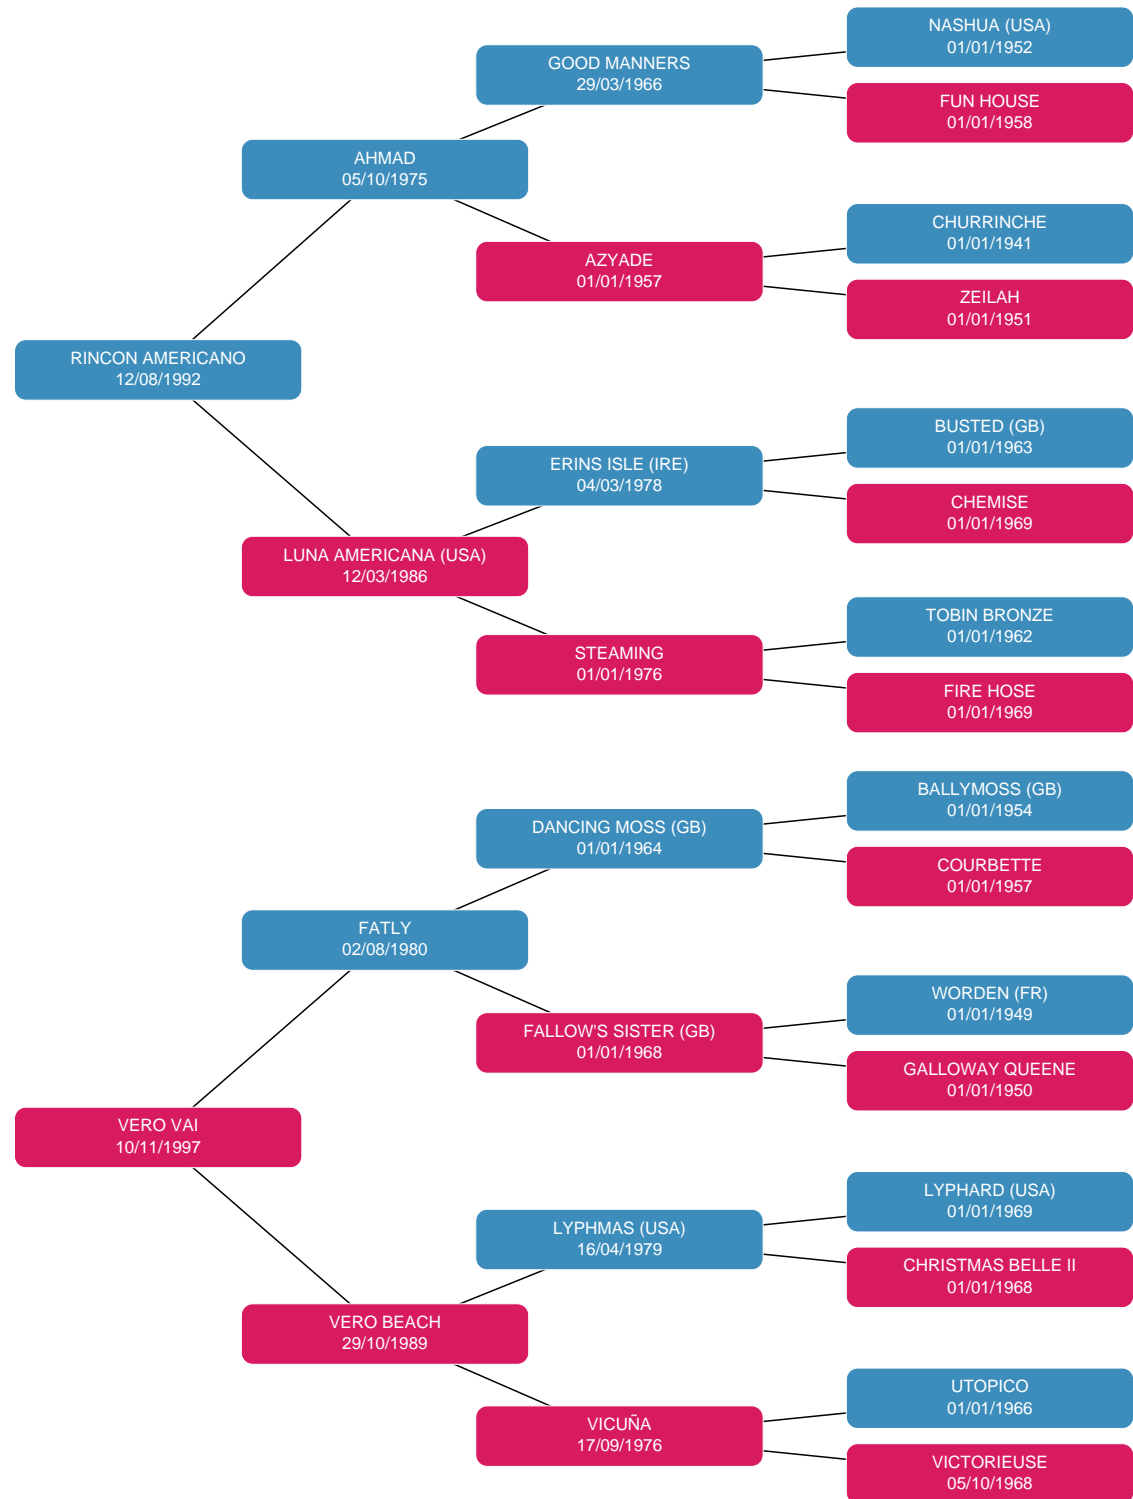 NASHUA (USA)
01/01/1952
GOOD MANNERS
29/03/1966
FUN HOUSE
01/01/1958
AHMAD
05/10/1975
CHURRINCHE
01/01/1941
AZYADE
01/01/1957
ZEILAH
01/01/1951
RINCON AMERICANO
12/08/1992
BUSTED (GB)
01/01/1963
ERINS ISLE (IRE)
04/03/1978
CHEMISE
01/01/1969
LUNA AMERICANA (USA)
12/03/1986
TOBIN BRONZE
01/01/1962
STEAMING
01/01/1976
FIRE HOSE
01/01/1969
BALLYMOSS (GB)
01/01/1954
DANCING MOSS (GB)
01/01/1964
COURBETTE
01/01/1957
FATLY
02/08/1980
WORDEN (FR)
01/01/1949
FALLOW'S SISTER (GB)
01/01/1968
GALLOWAY QUEENE
01/01/1950
VERO VAI
10/11/1997
LYPHARD (USA)
01/01/1969
LYPHMAS (USA)
16/04/1979
CHRISTMAS BELLE II
01/01/1968
VERO BEACH
29/10/1989
UTOPICO
01/01/1966
VICUÑA
17/09/1976
VICTORIEUSE
05/10/1968